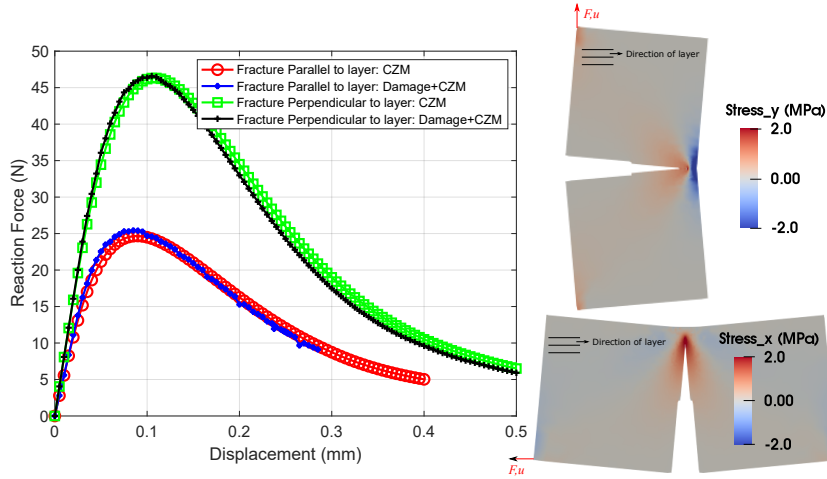 50
45
40
35
30
25
20
15
10
5
0
Reaction Force (N)
0
0.1
0.2
0.3
0.4
0.5
Displacement (mm)
Fracture Parallel to layer: CZM
Fracture Parallel to layer: Damage+CZM
Fracture Perpendicular to layer: CZM
Fracture Perpendicular to layer: Damage+CZM
F,u
Direction of layer
Stress_y (MPa)
2.0
0.00
-2.0
Direction of layer
Stress_x (MPa)
2.0
0.00
-2.0
F,u